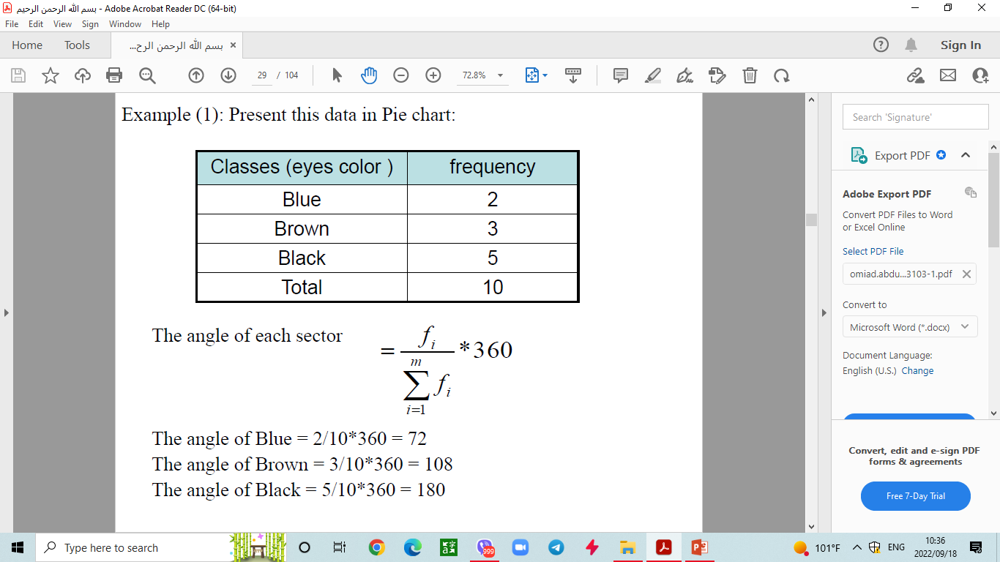 بسم الله الرحمن الرحيم - Adobe Acrobat Reader DC (64-bit)
File Edit View Sign Window Help
Home Tools بسم الله الرحمن الرح... × Sign In
29 / 104 72.8%
Example (1): Present this data in Pie chart:
Classes (eyes color ) frequency
Blue 2
Brown 3
Black 5
Total 10
The angle of each sector = f_i / ∑_{i=1}^{m} f_i *360
The angle of Blue = 2/10*360 = 72
The angle of Brown = 3/10*360 = 108
The angle of Black = 5/10*360 = 180
Search 'Signature'
Export PDF
Adobe Export PDF
Convert PDF Files to Word
or Excel Online
Select PDF File
omiad.abdu...3103-1.pdf
Convert to
Microsoft Word (*.docx)
Document Language:
English (U.S.) Change
Convert, edit and e-sign PDF
forms & agreements
Free 7-Day Trial
Type here to search
999
101°F
ENG
10:36
2022/09/18